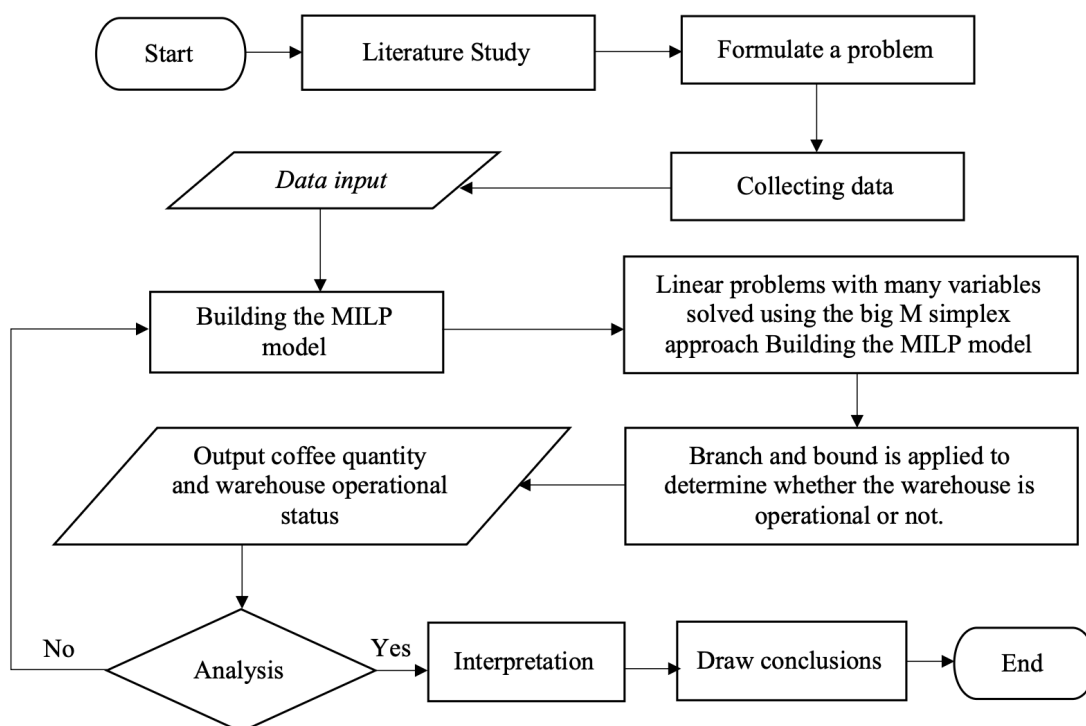 Start
Literature Study
Formulate a problem
Collecting data
Data input
Building the MILP
model
Linear problems with many variables
solved using the big M simplex
approach Building the MILP model
Branch and bound is applied to
determine whether the warehouse is
operational or not.
Output coffee quantity
and warehouse operational
status
Analysis
No
Yes
Interpretation
Draw conclusions
End